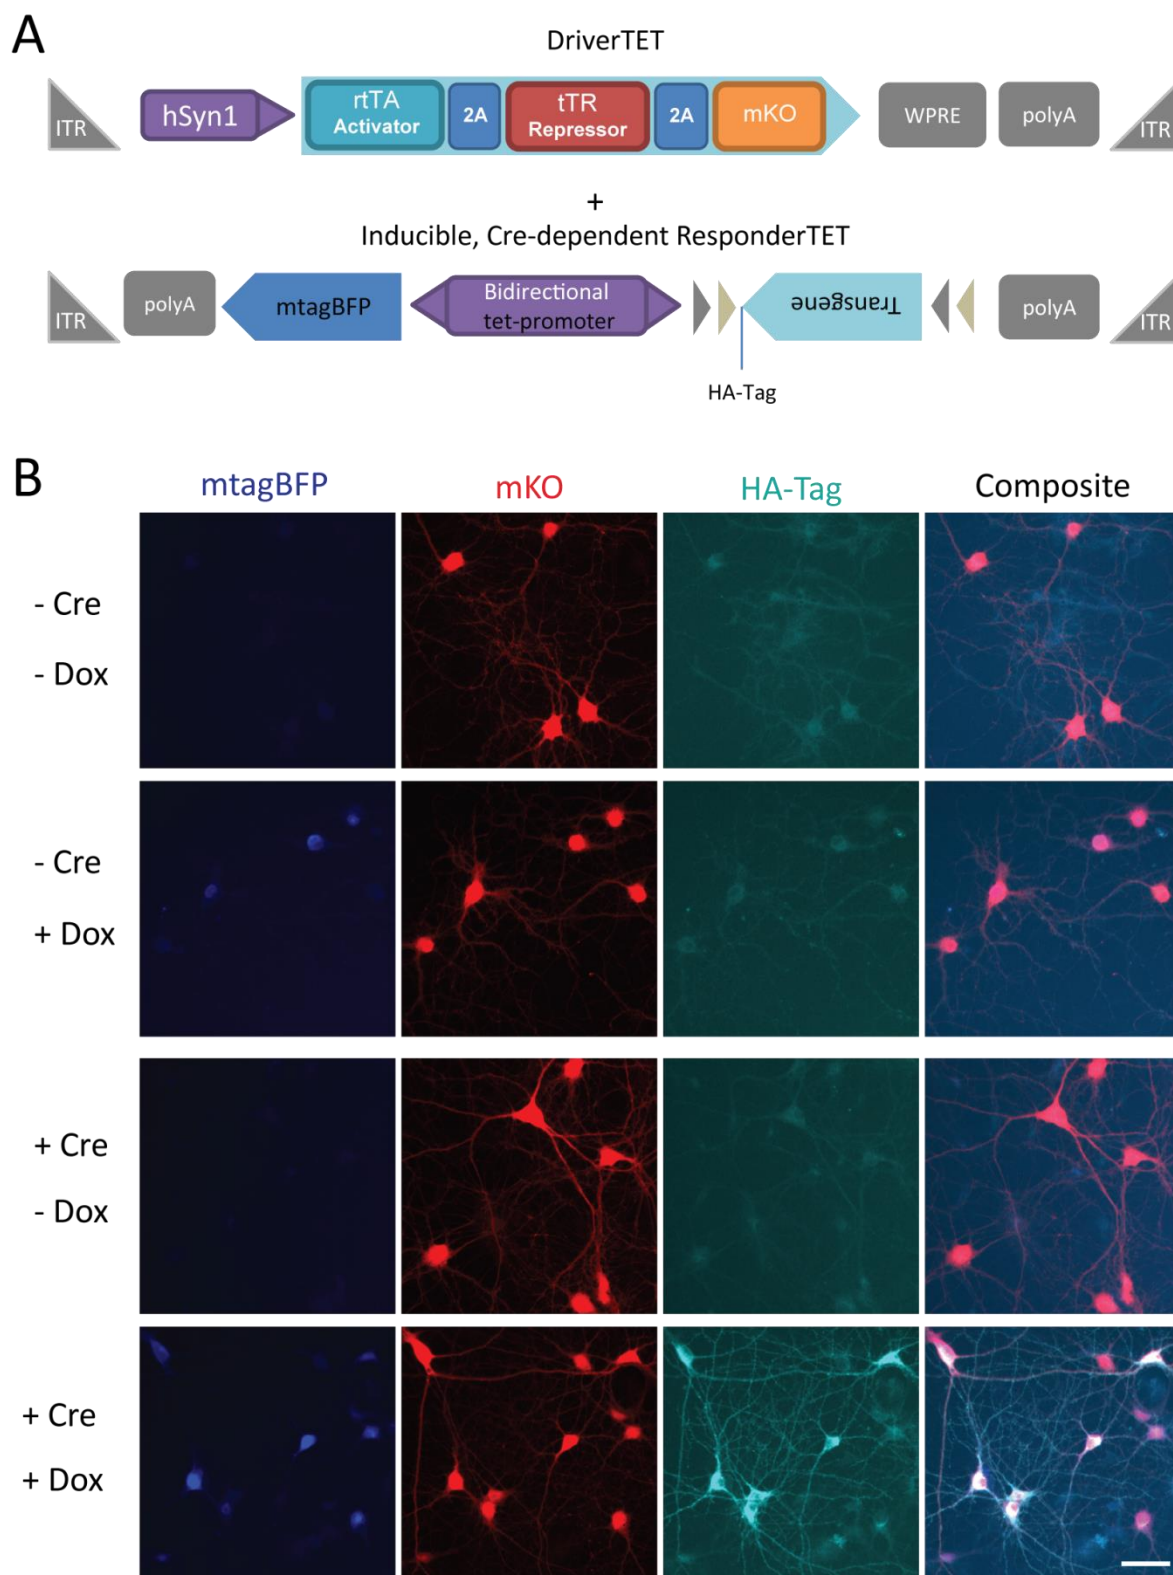 A
DriverTET
ITR
hSyn1
rtTA
Activator
2A
tTR
Repressor
2A
mKO
WPRE
polyA
ITR
+
Inducible, Cre-dependent ResponderTET
ITR
polyA
mtagBFP
Bidirectional
tet-promoter
Transgene
polyA
ITR
HA-Tag
B
mtagBFP
mKO
HA-Tag
Composite
- Cre
- Dox
- Cre
+ Dox
+ Cre
- Dox
+ Cre
+ Dox